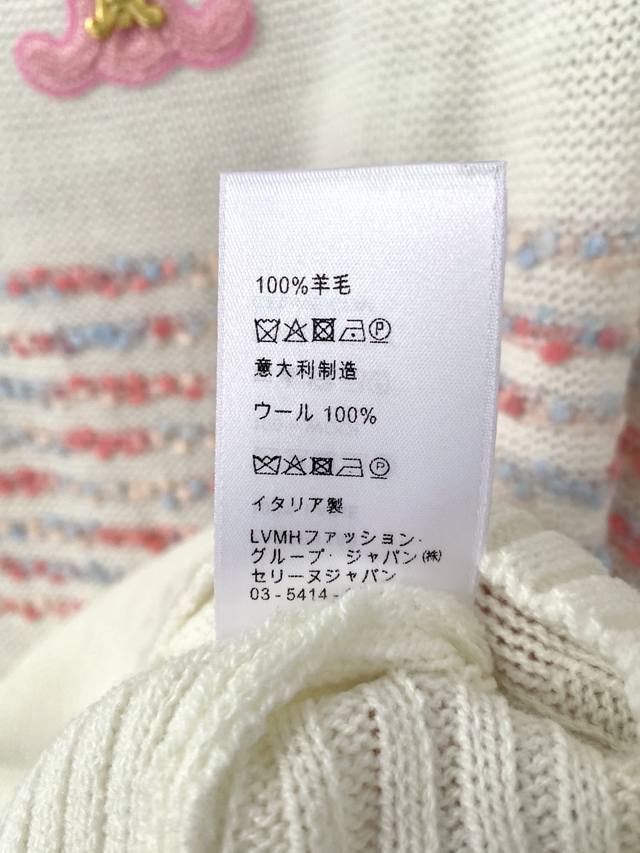 100%羊毛
意大利制造
ウール 100%
イタリア製
LVMHファッション・
グループ・ジャパン㈱
セリーヌジャパン
03-5414-